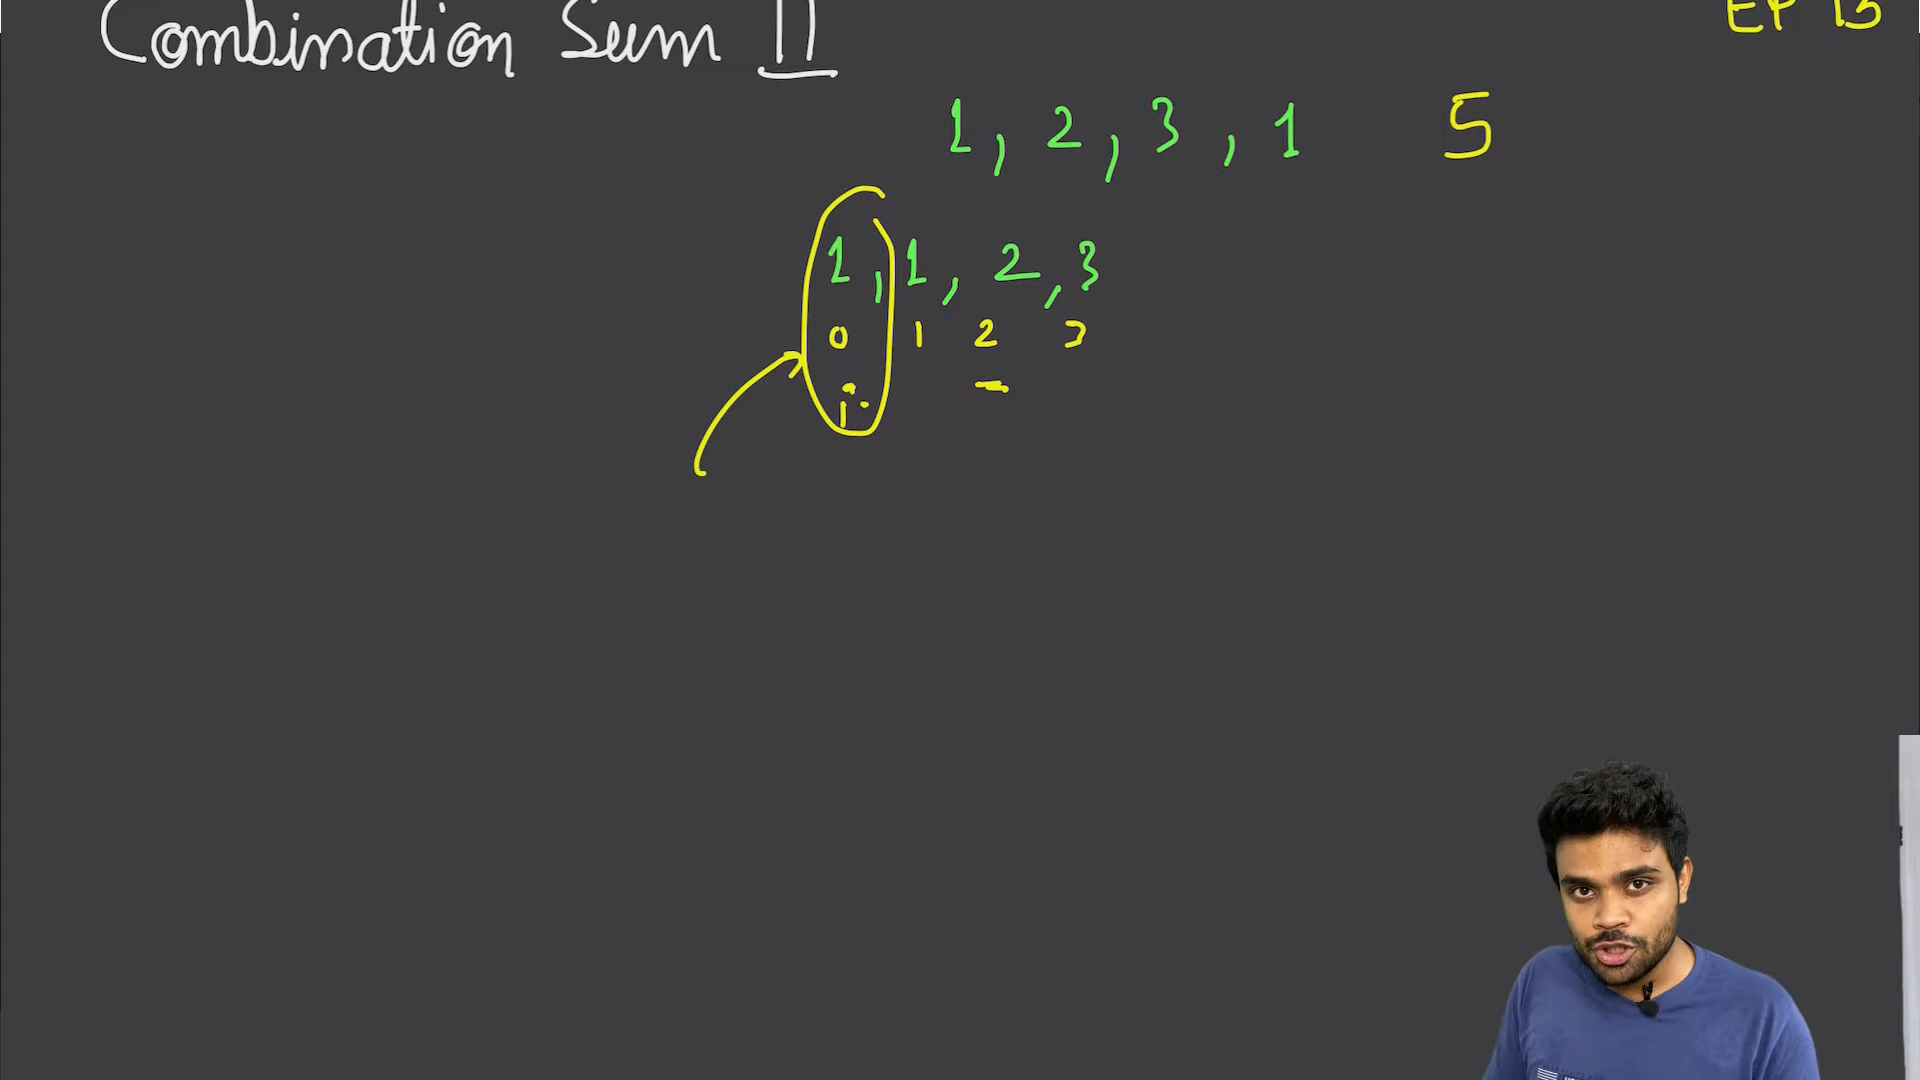 Combination Sum II
EP 13
1, 2, 3, 1 5
1, 1, 2, 3
0 1 2 3
i